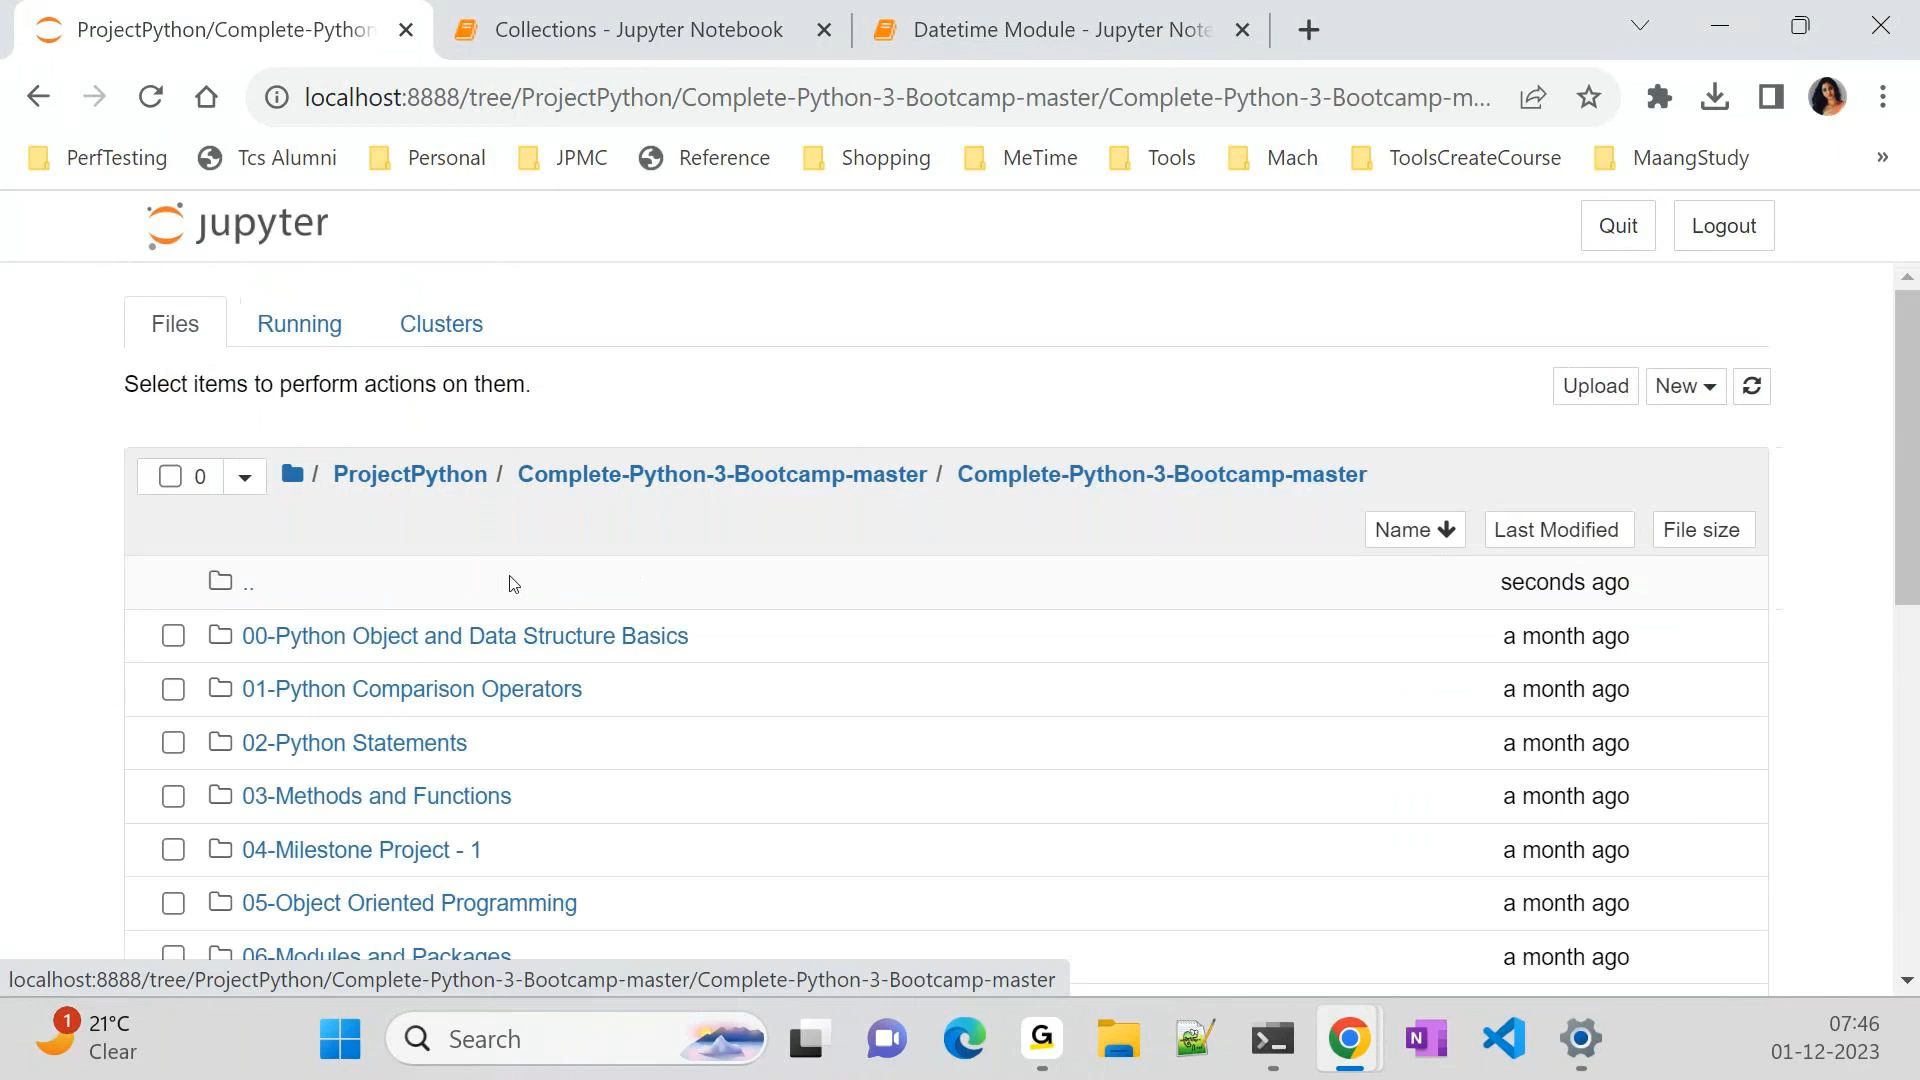 ProjectPython/Complete-Python
Collections - Jupyter Notebook
Datetime Module - Jupyter Note
localhost:8888/tree/ProjectPython/Complete-Python-3-Bootcamp-master/Complete-Python-3-Bootcamp-m...
PerfTesting
Tcs Alumni
Personal
JPMC
Reference
Shopping
MeTime
Tools
Mach
ToolsCreateCourse
MaangStudy
»
jupyter
Quit
Logout
Files
Running
Clusters
Select items to perform actions on them.
Upload
New
0
/ ProjectPython / Complete-Python-3-Bootcamp-master / Complete-Python-3-Bootcamp-master
Name
Last Modified
File size
.. seconds ago
00-Python Object and Data Structure Basics a month ago
01-Python Comparison Operators a month ago
02-Python Statements a month ago
03-Methods and Functions a month ago
04-Milestone Project - 1 a month ago
05-Object Oriented Programming a month ago
06-Modules and Packages a month ago
localhost:8888/tree/ProjectPython/Complete-Python-3-Bootcamp-master/Complete-Python-3-Bootcamp-master
1
21°C
Clear
Search
G
N
07:46
01-12-2023